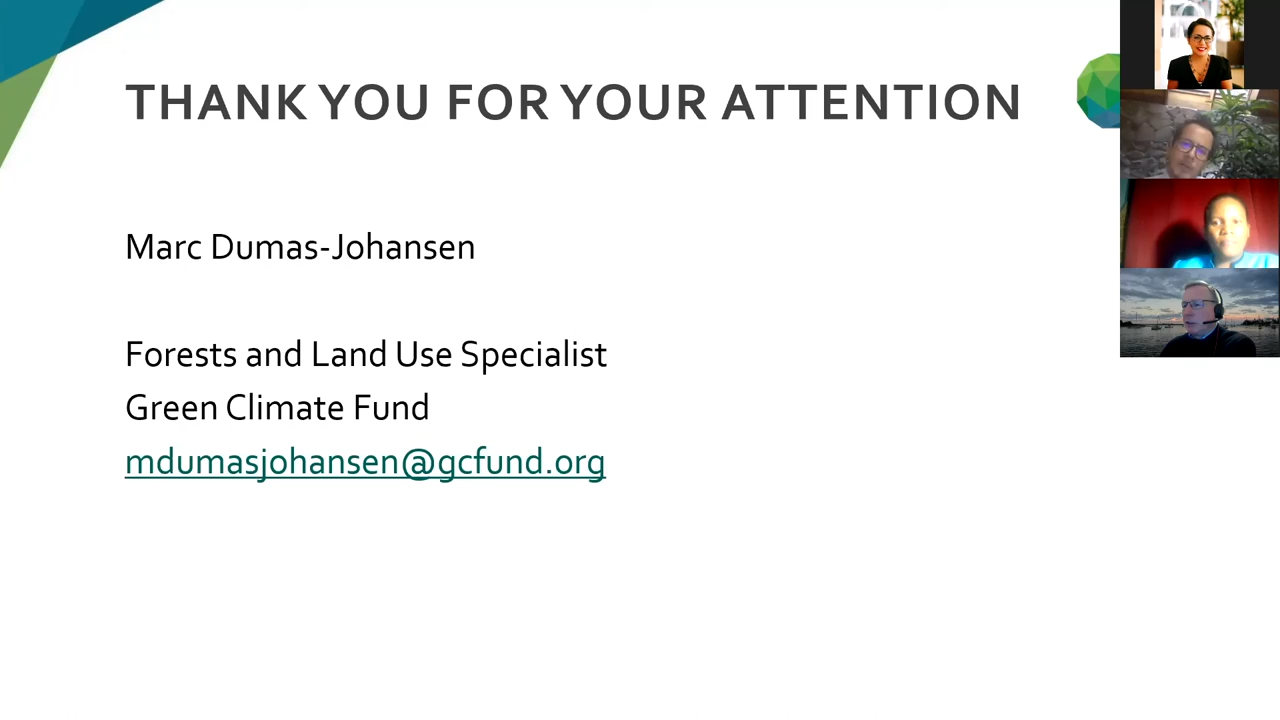 THANK YOU FOR YOUR ATTENTION
Marc Dumas-Johansen
Forests and Land Use Specialist
Green Climate Fund
mdumasjohansen@gcfund.org